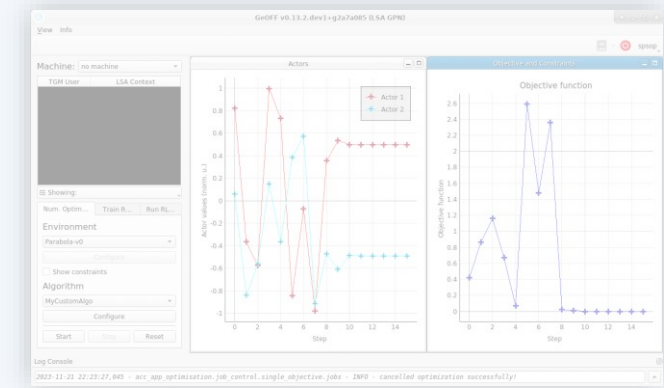 GeOFF v0.13.2.dev1+g2a7a085 (LSA GPN)
View Info
spsop
Machine: no machine
TGM User LSA Context
Showing:
Num. Optim... Train R... Run RL...
Environment
Parabola-v0
Configure
Show constraints
Algorithm
MyCustomAlgo
Configure
Start Stop Reset
Actors
Actor 1
Actor 2
Actor values (norm. u.)
1
0.8
0.6
0.4
0.2
0
-0.2
-0.4
-0.6
-0.8
-1
0 2 4 6 8 10 12 14
Step
Objective and Constraints
Objective function
Objective function
2.6
2.4
2.2
2
1.8
1.6
1.4
1.2
1
0.8
0.6
0.4
0.2
0
0 2 4 6 8 10 12 14
Step
Log Console
2023-11-21 22:23:27,045 - acc_app_optimisation.job_control.single_objective.jobs - INFO - cancelled optimization successfully!